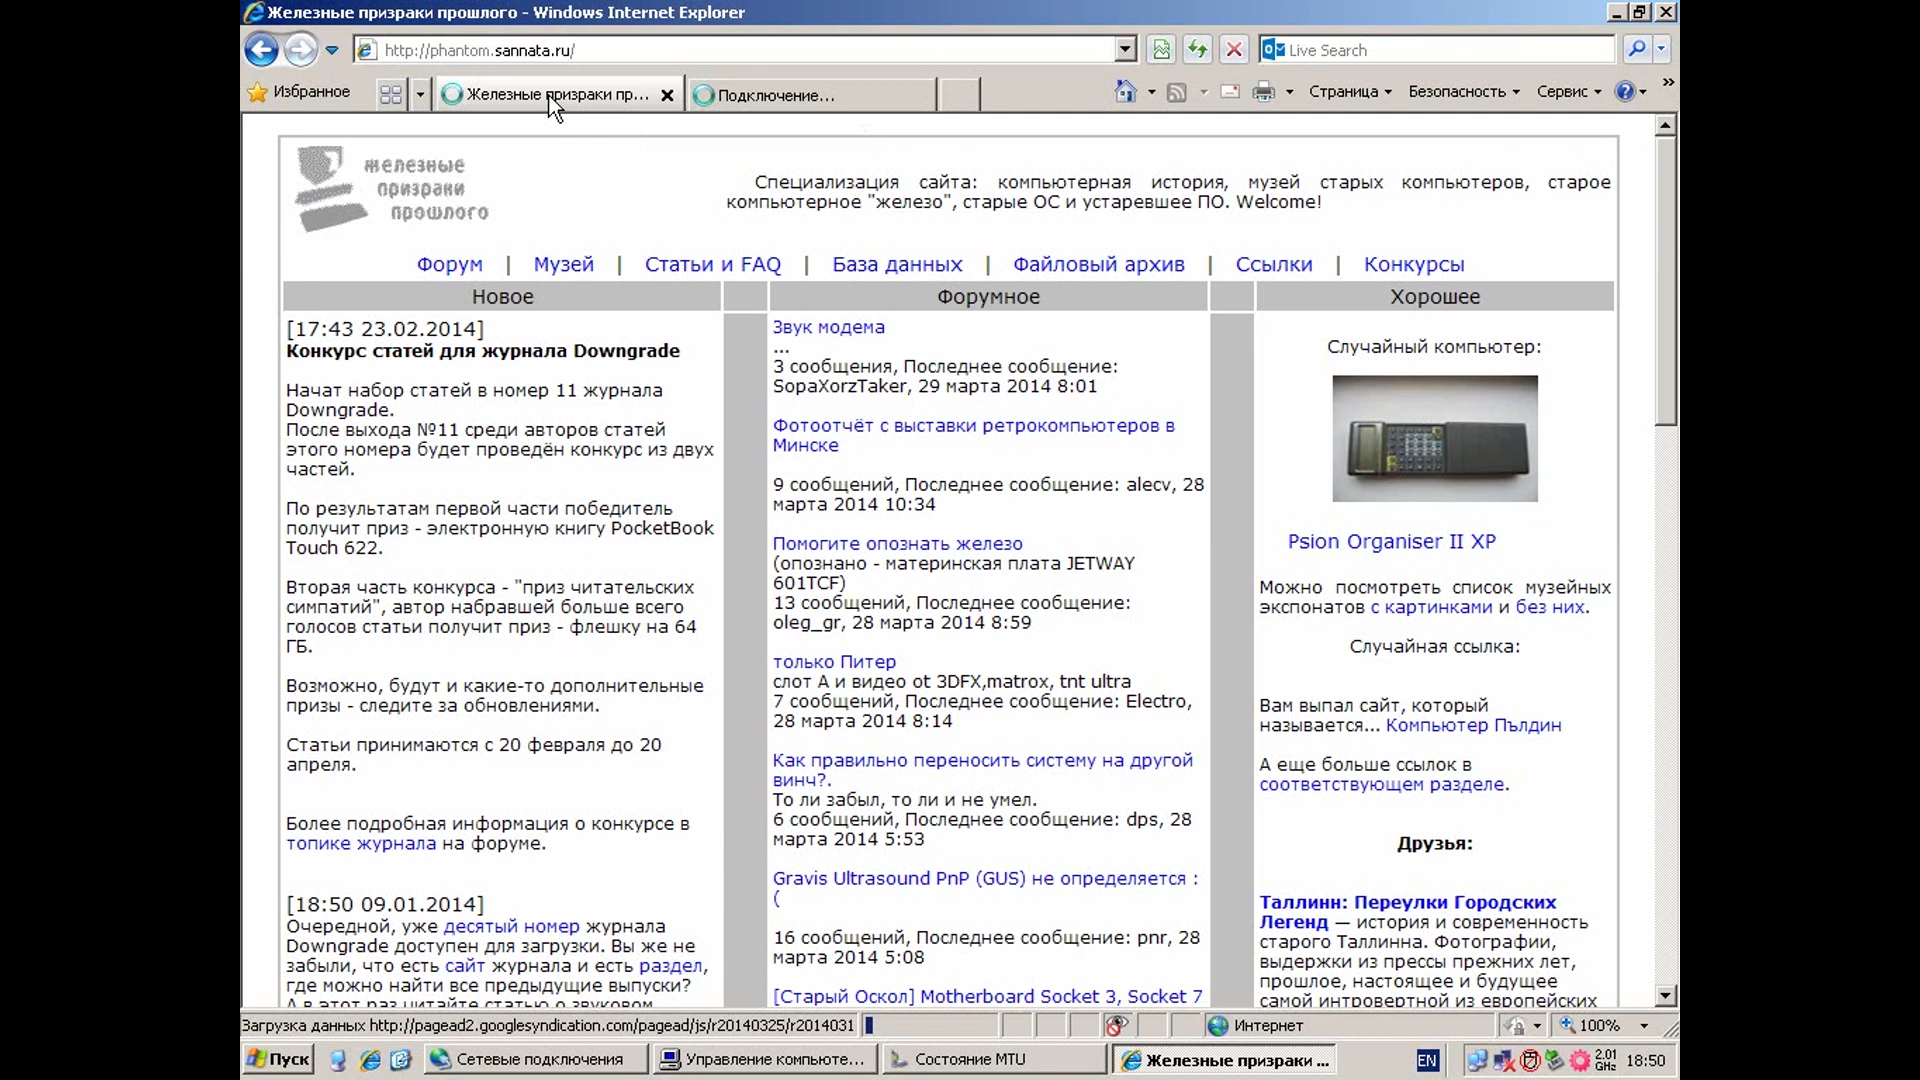 Железные призраки прошлого - Windows Internet Explorer
http://phantom.sannata.ru/
Live Search
Избранное
Железные призраки пр...
Подключение...
Страница
Безопасность
Сервис
»
железные
призраки
прошлого
Специализация сайта: компьютерная история, музей старых компьютеров, старое
компьютерное "железо", старые ОС и устаревшее ПО. Welcome!
Форум | Музей | Статьи и FAQ | База данных | Файловый архив | Ссылки | Конкурсы
Новое
[17:43 23.02.2014]
Конкурс статей для журнала Downgrade
Начат набор статей в номер 11 журнала
Downgrade.
После выхода №11 среди авторов статей
этого номера будет проведён конкурс из двух
частей.
По результатам первой части победитель
получит приз - электронную книгу PocketBook
Touch 622.
Вторая часть конкурса - "приз читательских
симпатий", автор набравшей больше всего
голосов статьи получит приз - флешку на 64
ГБ.
Возможно, будут и какие-то дополнительные
призы - следите за обновлениями.
Статьи принимаются с 20 февраля до 20
апреля.
Более подробная информация о конкурсе в
топике журнала на форуме.
[18:50 09.01.2014]
Очередной, уже десятый номер журнала
Downgrade доступен для загрузки. Вы же не
забыли, что есть сайт журнала и есть раздел,
где можно найти все предыдущие выпуски?
А в этот раз читайте статью о звуковом
Форумное
Звук модема
...
3 сообщения, Последнее сообщение:
SopaXorzTaker, 29 марта 2014 8:01
Фотоотчёт с выставки ретрокомпьютеров в
Минске
9 сообщений, Последнее сообщение: alecv, 28
марта 2014 10:34
Помогите опознать железо
(опознано - материнская плата JETWAY
601TCF)
13 сообщений, Последнее сообщение:
oleg_gr, 28 марта 2014 8:59
только Питер
слот А и видео от 3DFX,matrox, tnt ultra
7 сообщений, Последнее сообщение: Electro,
28 марта 2014 8:14
Как правильно переносить систему на другой
винч?.
То ли забыл, то ли и не умел.
6 сообщений, Последнее сообщение: dps, 28
марта 2014 5:53
Gravis Ultrasound PnP (GUS) не определяется :
(
16 сообщений, Последнее сообщение: pnr, 28
марта 2014 5:08
[Старый Оскол] Motherboard Socket 3, Socket 7
Хорошее
Случайный компьютер:
Psion Organiser II XP
Можно посмотреть список музейных
экспонатов с картинками и без них.
Случайная ссылка:
Вам выпал сайт, который
называется... Компьютер Пълдин
А еще больше ссылок в
соответствующем разделе.
Друзья:
Таллинн: Переулки Городских
Легенд — история и современность
старого Таллинна. Фотографии,
выдержки из прессы прежних лет,
прошлое, настоящее и будущее
самой интровертной из европейских
Загрузка данных http://pagead2.googlesyndication.com/pagead/js/r20140325/r2014031
Интернет
100%
Пуск
Сетевые подключения
Управление компьюте...
Состояние MTU
Железные призраки ...
EN
2.01
GHz
18:50